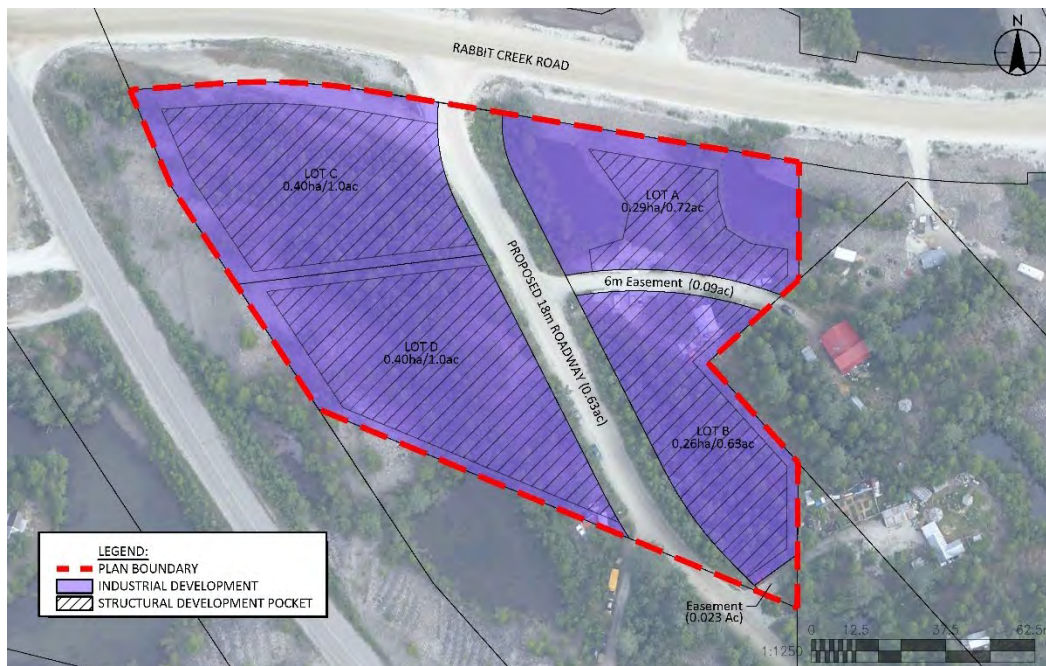 N
RABBIT CREEK ROAD
LOT C
0.40ha/1.0ac
LOT A
0.29ha/0.72ac
6m Easement (0.09ac)
PROPOSED 18m ROADWAY (0.63ac)
LOT D
0.40ha/1.0ac
LOT B
0.26ha/0.63ac
LEGEND:
PLAN BOUNDARY
INDUSTRIAL DEVELOPMENT
STRUCTURAL DEVELOPMENT POCKET
Easement
(0.023 Ac)
0 12.5 37.5 62.5m
1:1250